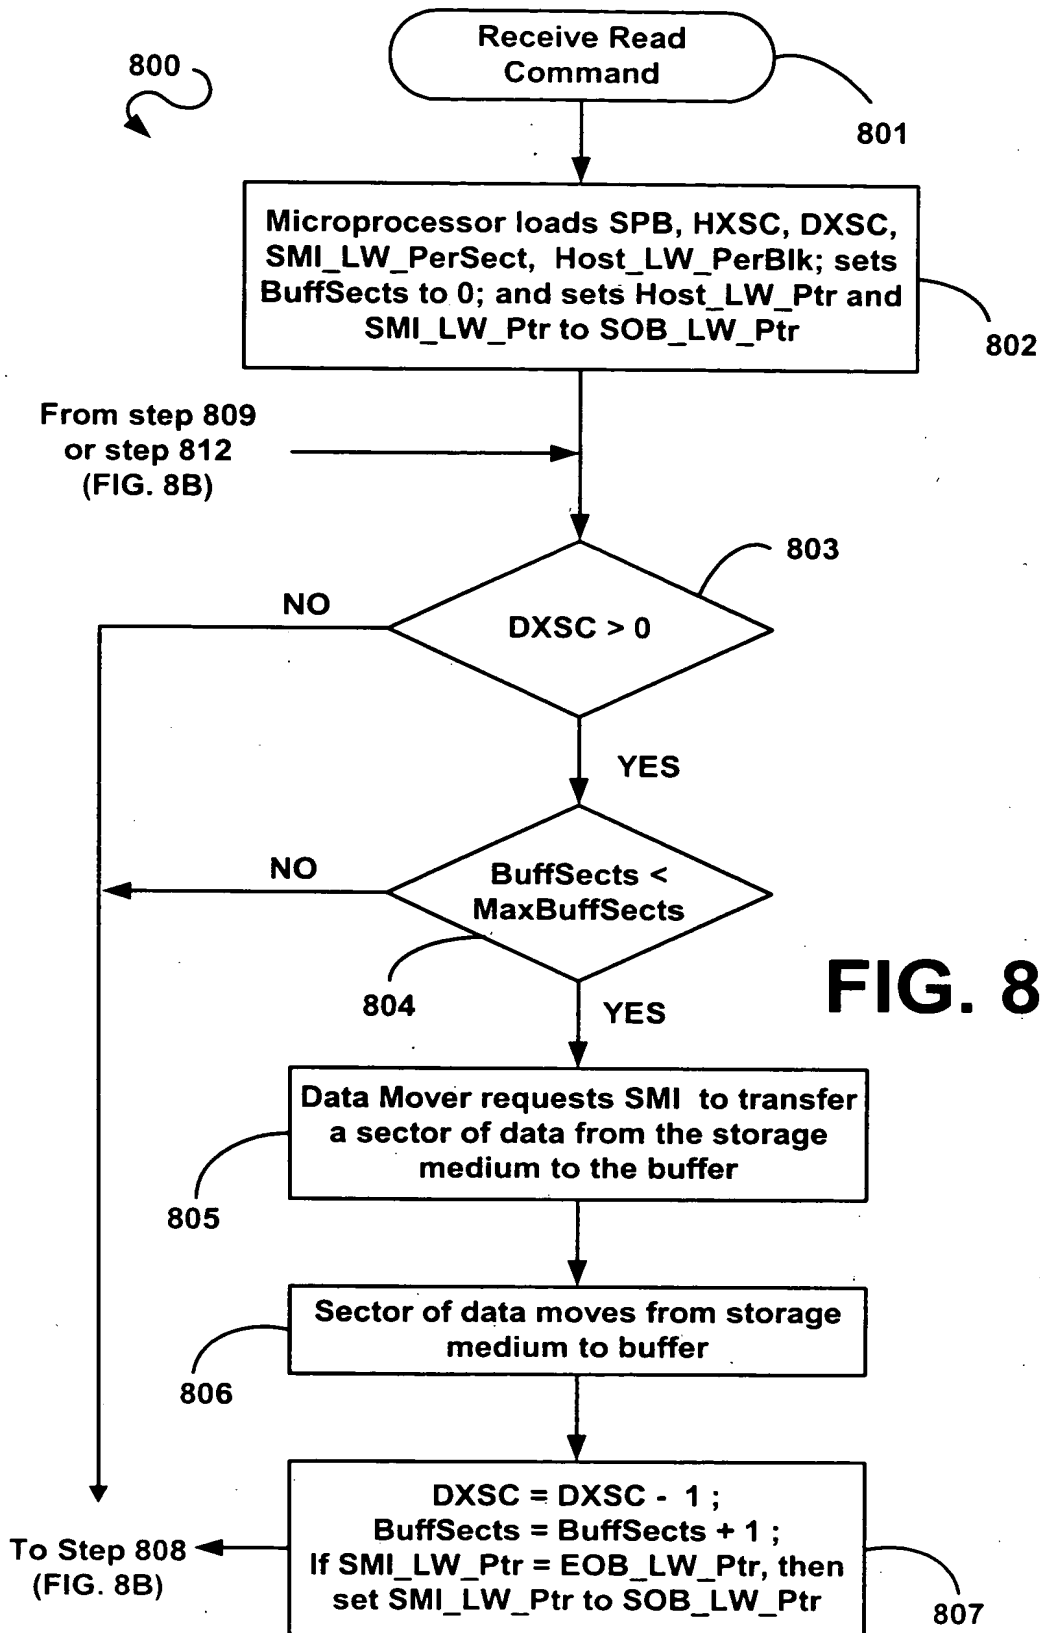 800
Receive Read
Command
801
Microprocessor loads SPB, HXSC, DXSC,
SMI_LW_PerSect, Host_LW_PerBlk; sets
BuffSects to 0; and sets Host_LW_Ptr and
SMI_LW_Ptr to SOB_LW_Ptr
802
From step 809
or step 812
(FIG. 8B)
803
DXSC > 0
NO
YES
BuffSects <
MaxBuffSects
NO
804
YES
FIG. 8
Data Mover requests SMI to transfer
a sector of data from the storage
medium to the buffer
805
Sector of data moves from storage
medium to buffer
806
DXSC = DXSC - 1 ;
BuffSects = BuffSects + 1 ;
If SMI_LW_Ptr = EOB_LW_Ptr, then
set SMI_LW_Ptr to SOB_LW_Ptr
807
To Step 808
(FIG. 8B)